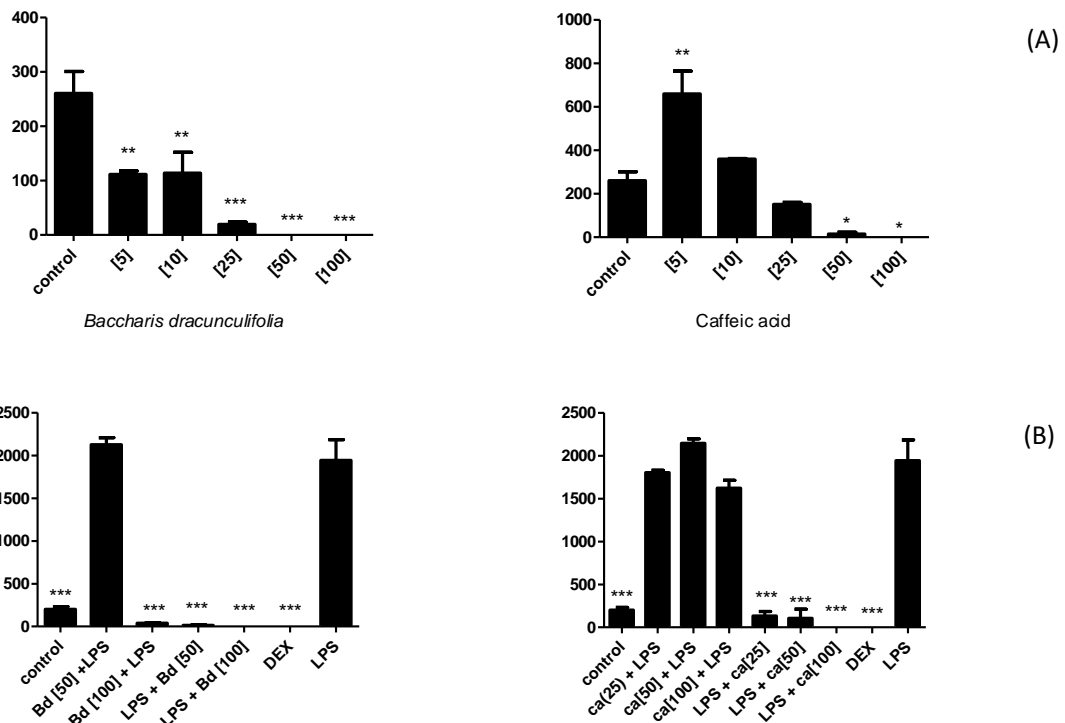 (A)
400
300
200
100
0
**
**
***
***
***
control
[5]
[10]
[25]
[50]
[100]
Baccharis dracunculifolia
1000
800
600
400
200
0
**
*
*
control
[5]
[10]
[25]
[50]
[100]
Caffeic acid
(B)
2500
2000
1500
1000
500
0
***
***
***
***
***
control
Bd [50] +LPS
Bd [100] + LPS
LPS + Bd [50]
LPS + Bd [100]
DEX
LPS
2500
2000
1500
1000
500
0
***
***
***
***
***
control
ca(25) + LPS
ca[50] + LPS
ca[100] + LPS
LPS + ca[25]
LPS + ca[50]
LPS + ca[100]
DEX
LPS